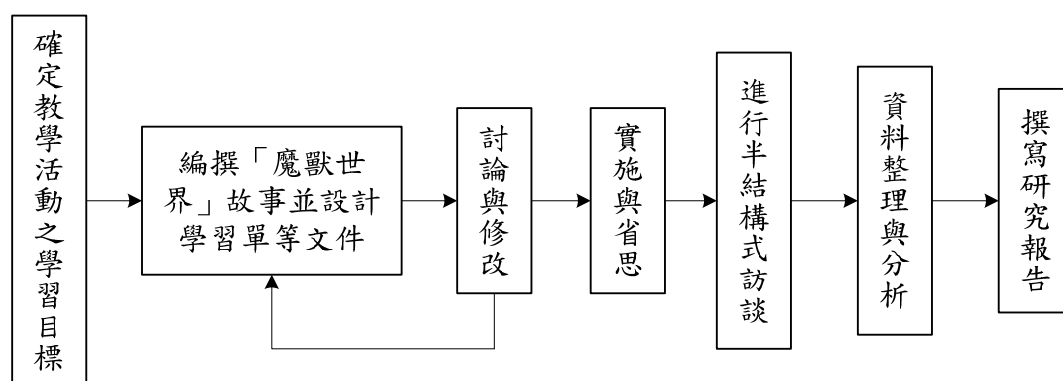 確定教學活動之學習目標
編撰「魔獸世
界」故事並設計
學習單等文件
討論與修改
實施與省思
進行半結構式訪談
資料整理與分析
撰寫研究報告